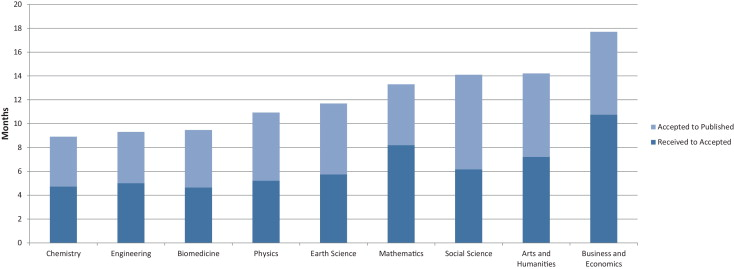 20
18
16
14
12
10
8
6
4
2
0
Months
Chemistry
Engineering
Biomedicine
Physics
Earth Science
Mathematics
Social Science
Arts and
Humanities
Business and
Economics
Accepted to Published
Received to Accepted